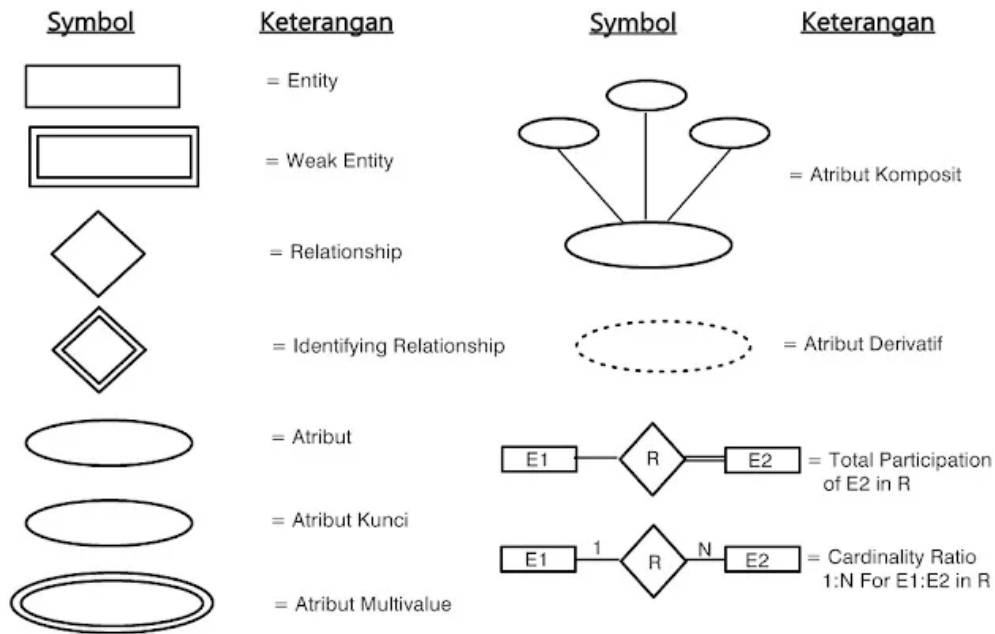 Symbol Keterangan
= Entity
= Weak Entity
= Relationship
= Identifying Relationship
= Atribut
= Atribut Kunci
= Atribut Multivalue
Symbol Keterangan
= Atribut Komposit
= Atribut Derivatif
E1 R E2 = Total Participation
of E2 in R
E1 1 R N E2 = Cardinality Ratio
1:N For E1:E2 in R